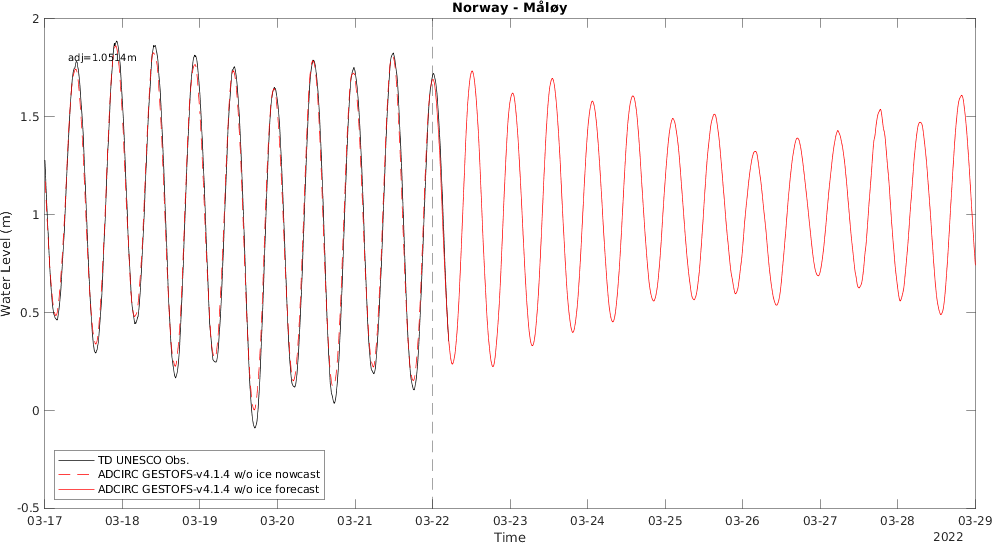 Norway - Måløy
2
adj=1.0514m
1.5
1
0.5
0
-0.5
Water Level (m)
TD UNESCO Obs.
ADCIRC GESTOFS-v4.1.4 w/o ice nowcast
ADCIRC GESTOFS-v4.1.4 w/o ice forecast
03-17 03-18 03-19 03-20 03-21 03-22 03-23 03-24 03-25 03-26 03-27 03-28 03-29
Time
2022